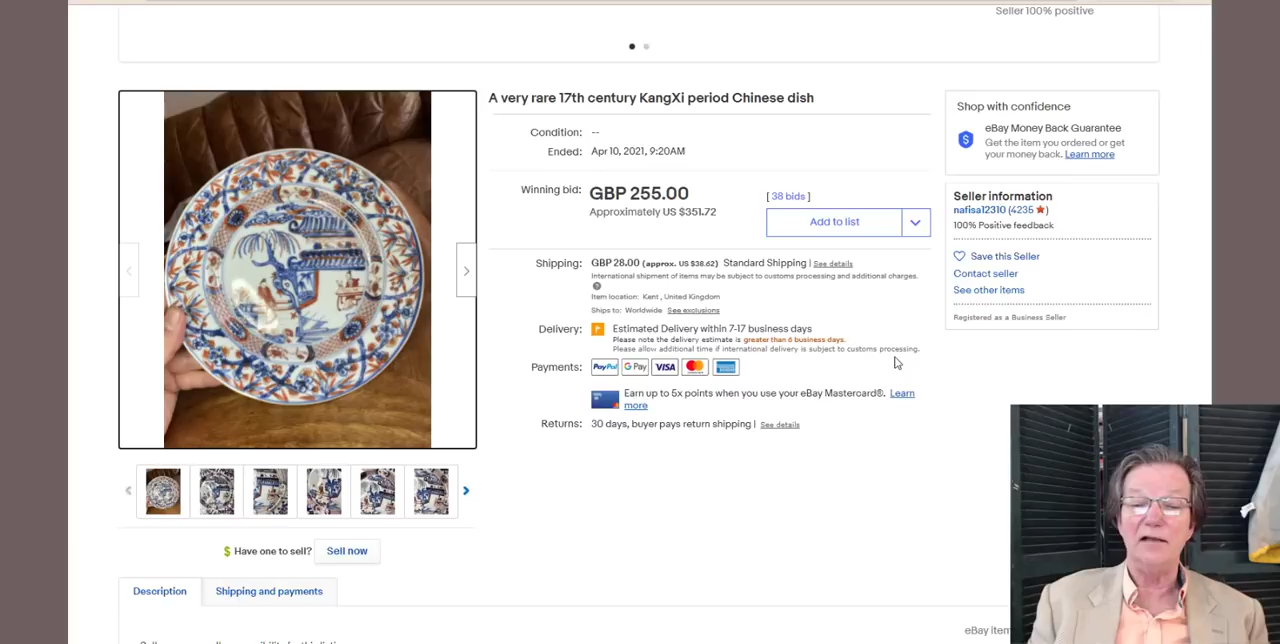 Seller 100% positive
A very rare 17th century KangXi period Chinese dish
Condition: --
Ended: Apr 10, 2021, 9:20AM
Winning bid: GBP 255.00 [ 38 bids ]
Approximately US $351.72
Add to list
Shipping: GBP 28.00 (approx. US $38.62) Standard Shipping | See details
International shipment of items may be subject to customs processing and additional charges.
Item location: Kent, United Kingdom
Ships to: Worldwide See exclusions
Delivery: Estimated Delivery within 7-17 business days
Please note the delivery estimate is greater than 6 business days.
Please allow additional time if international delivery is subject to customs processing.
Payments: PayPal G Pay VISA
Earn up to 5x points when you use your eBay Mastercard®. Learn
more
Returns: 30 days, buyer pays return shipping | See details
Shop with confidence
eBay Money Back Guarantee
Get the item you ordered or get
your money back. Learn more
Seller information
nafisa12310 (4235 ★)
100% Positive feedback
Save this Seller
Contact seller
See other items
Registered as a Business Seller
$ Have one to sell? Sell now
Description Shipping and payments